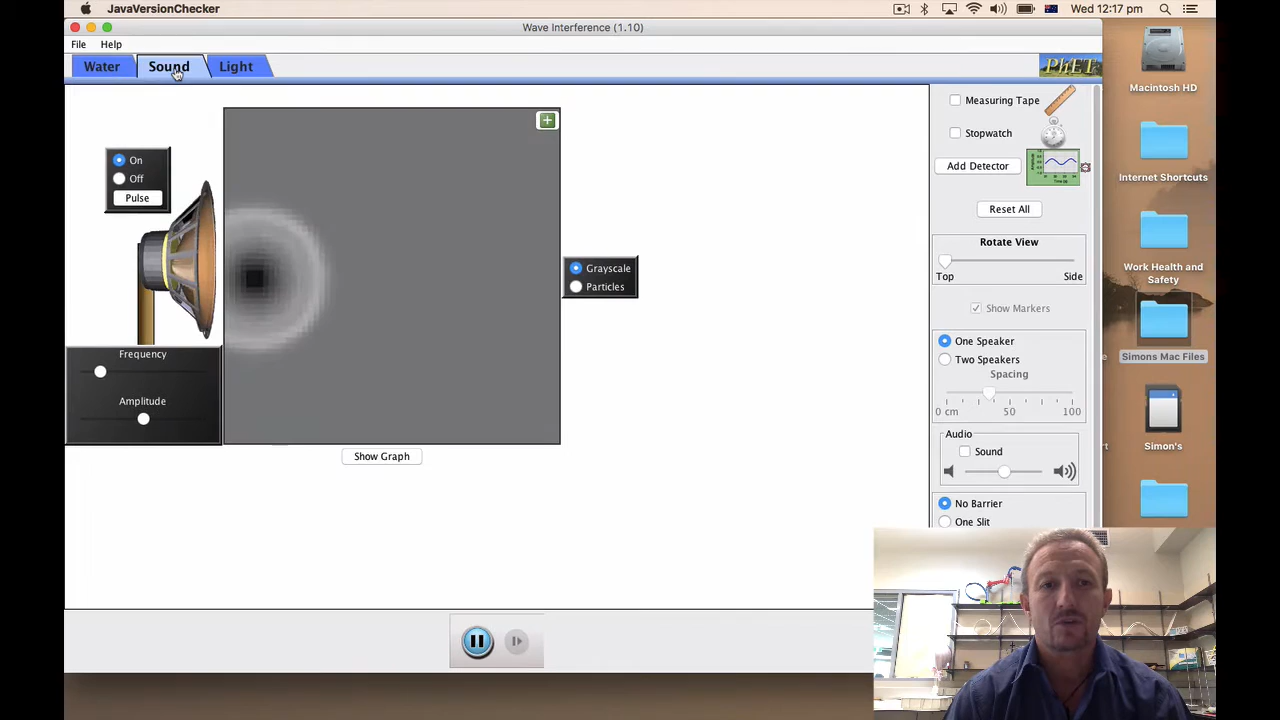 JavaVersionChecker
Wed 12:17 pm
Wave Interference (1.10)
File Help
Water Sound Light
PhET
On
Off
Pulse
Frequency
Amplitude
Grayscale
Particles
Show Graph
Measuring Tape
Stopwatch
Add Detector
Reset All
Rotate View
Top Side
Show Markers
One Speaker
Two Speakers
Spacing
0 cm 50 100
Audio
Sound
No Barrier
One Slit
Macintosh HD
Internet Shortcuts
Work Health and
Safety
Simons Mac Files
Simon's